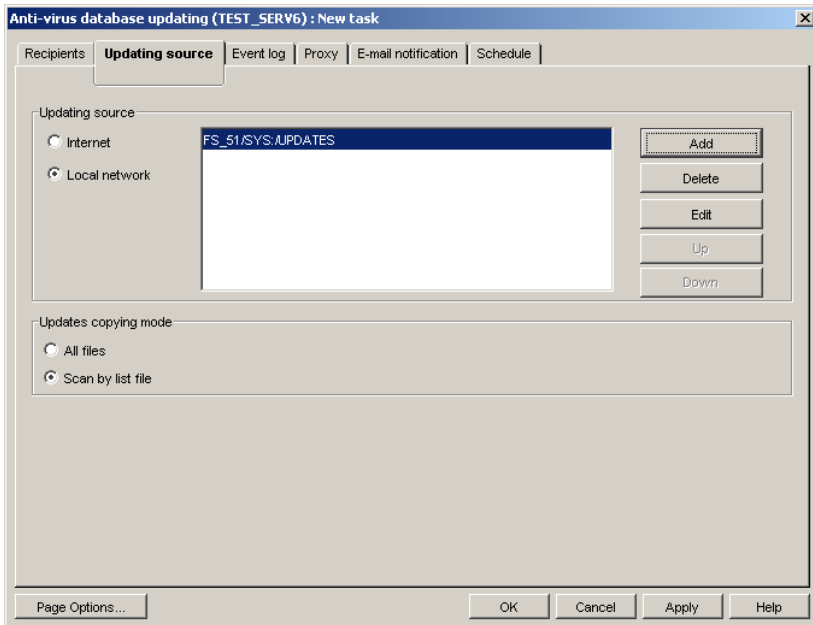 Anti-virus database updating (TEST_SERV6) : New task
Recipients Updating source Event log Proxy E-mail notification Schedule
Updating source
Internet
FS_51/SYS:/UPDATES
Add
Local network
Delete
Edit
Up
Down
Updates copying mode
All files
Scan by list file
Page Options... OK Cancel Apply Help